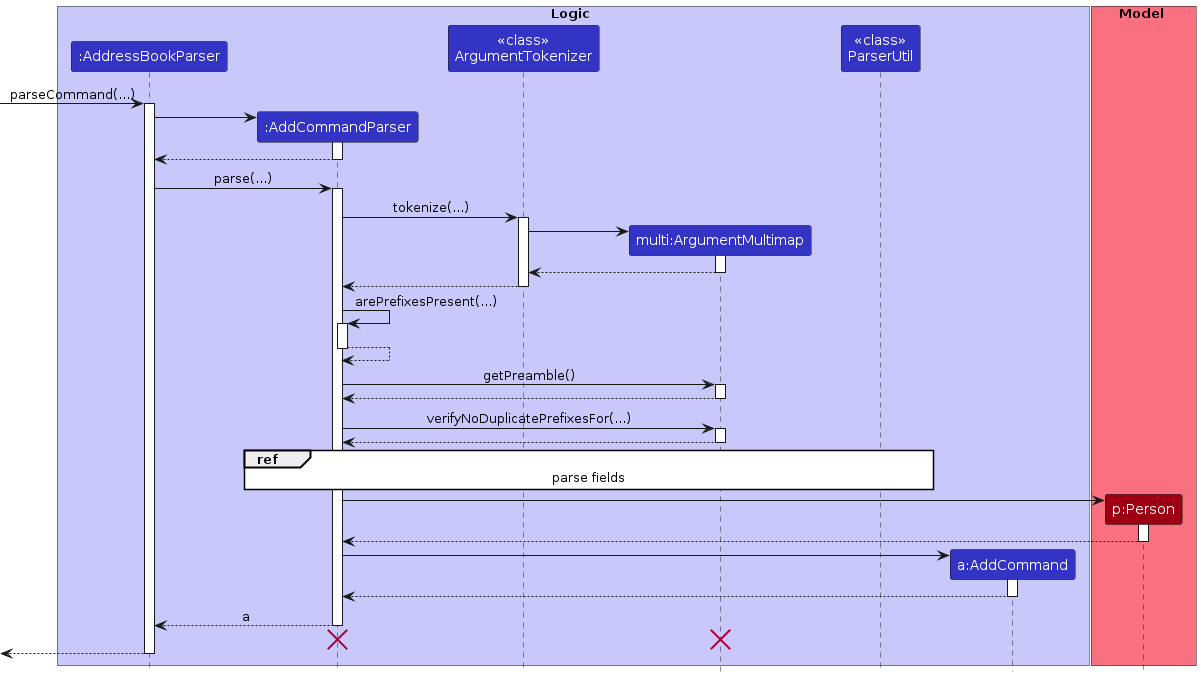 Logic
Model
:AddressBookParser
«class»
ArgumentTokenizer
«class»
ParserUtil
parseCommand(...)
:AddCommandParser
parse(...)
tokenize(...)
multi:ArgumentMultimap
arePrefixesPresent(...)
getPreamble()
verifyNoDuplicatePrefixesFor(...)
ref
parse fields
p:Person
a:AddCommand
a